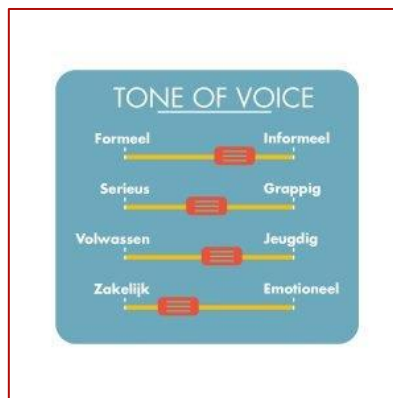 TONE OF VOICE
Formeel Informeel
Serieus Grappig
Volwassen Jeugdig
Zakelijk Emotioneel